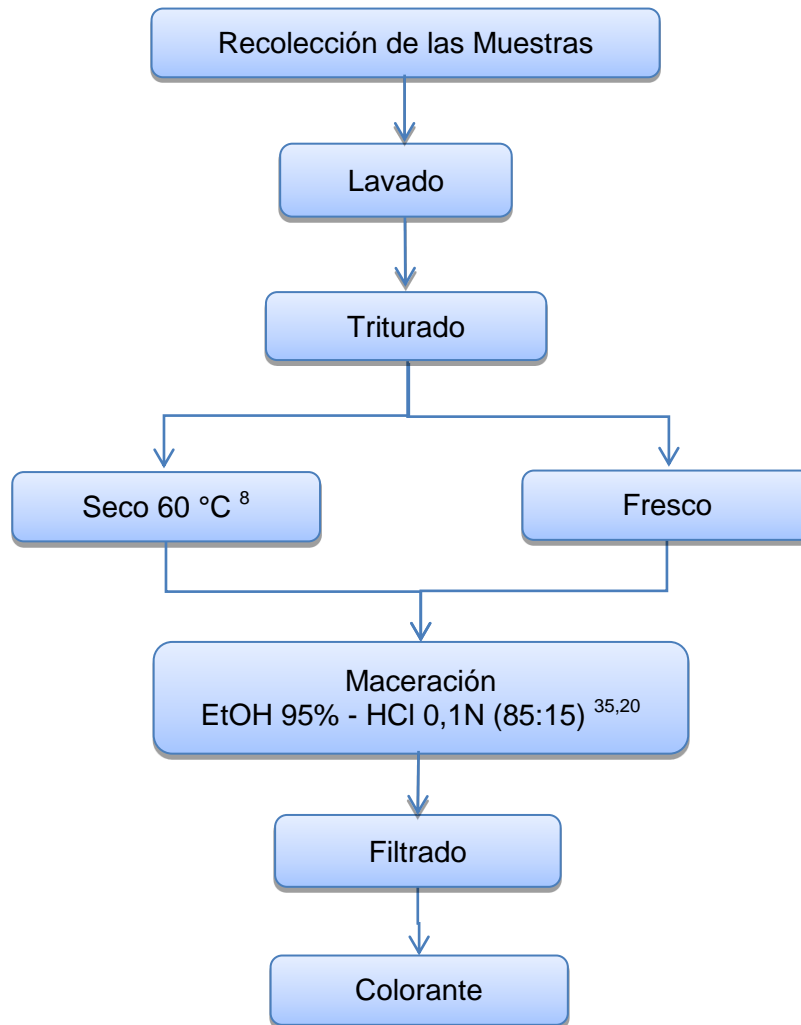 Recolección de las Muestras
Lavado
Triturado
Seco 60 °C ⁸
Fresco
Maceración
EtOH 95% - HCl 0,1N (85:15) ³⁵,²⁰
Filtrado
Colorante